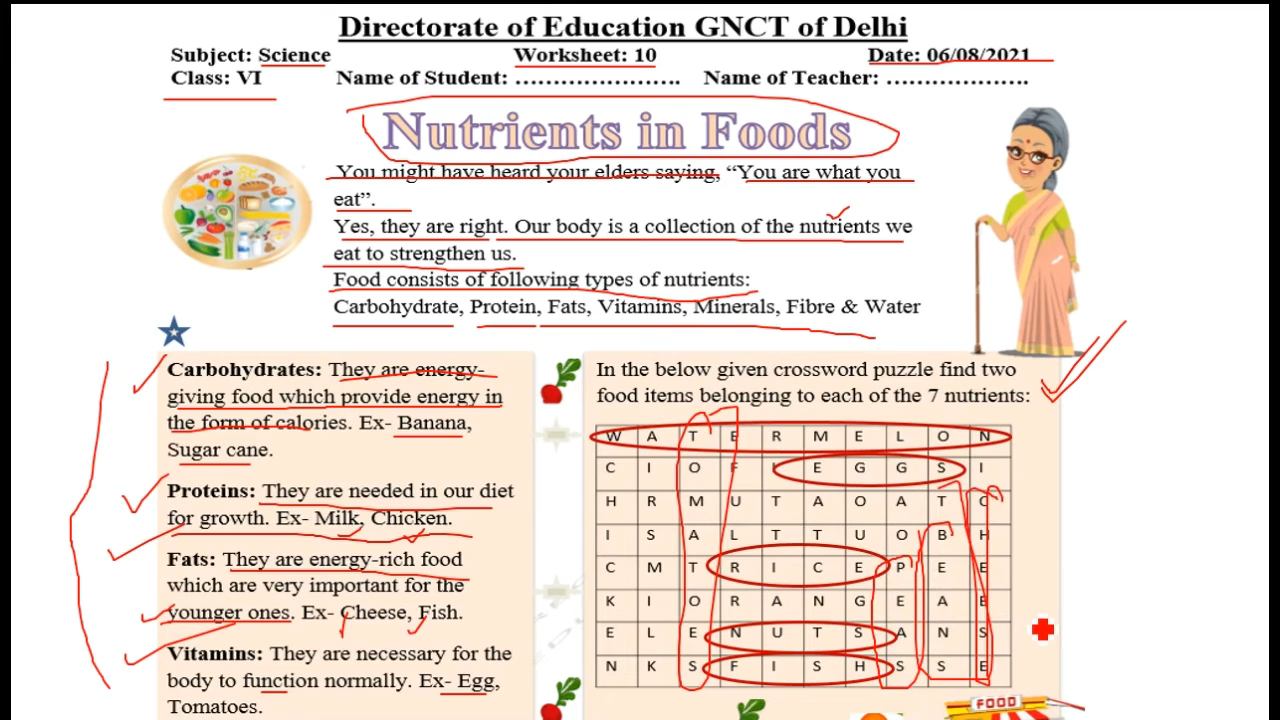 Directorate of Education GNCT of Delhi
Subject: Science Worksheet: 10 Date: 06/08/2021
Class: VI Name of Student: ………………….. Name of Teacher: ……………….
Nutrients in Foods
You might have heard your elders saying, “You are what you
eat”.
Yes, they are right. Our body is a collection of the nutrients we
eat to strengthen us.
Food consists of following types of nutrients:
Carbohydrate, Protein, Fats, Vitamins, Minerals, Fibre & Water
Carbohydrates: They are energy-
giving food which provide energy in
the form of calories. Ex- Banana,
Sugar cane.
Proteins: They are needed in our diet
for growth. Ex- Milk, Chicken.
Fats: They are energy-rich food
which are very important for the
younger ones. Ex- Cheese, Fish.
Vitamins: They are necessary for the
body to function normally. Ex- Egg,
Tomatoes.
In the below given crossword puzzle find two
food items belonging to each of the 7 nutrients:
W A T E R M E L O N
C I O F L E G G S I
H R M U T A O A T C
I S A L T T U O B H
C M T R I C E P E E
K I O R A N G E A E
E L E N U T S A N S
N K S F I S H S S E
FOOD